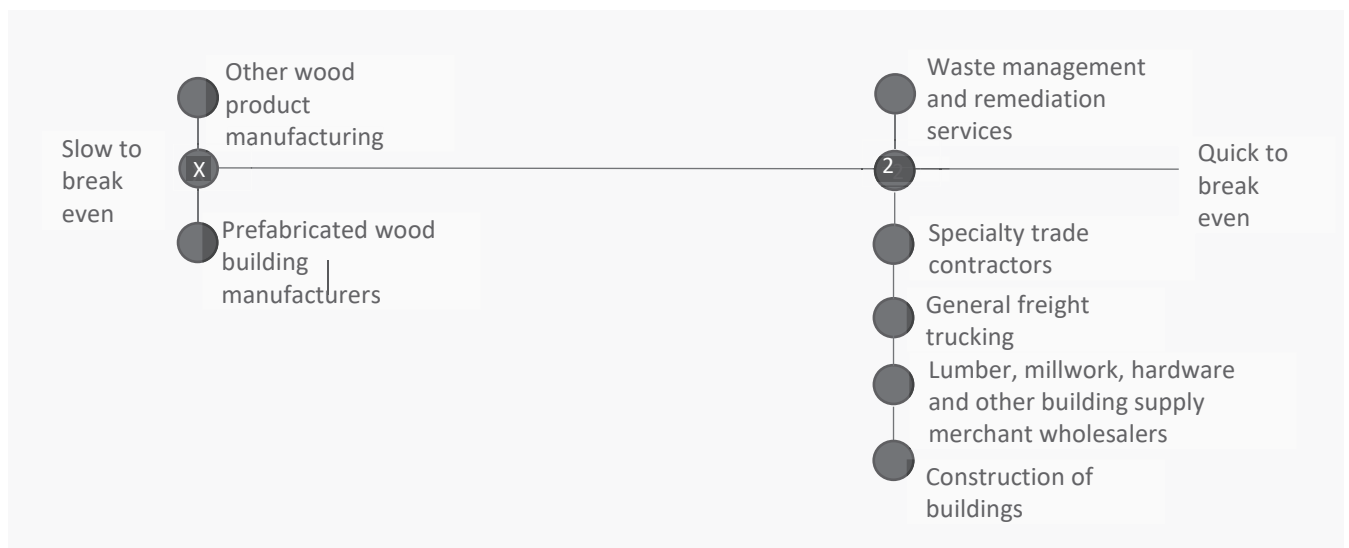 Other wood
product
manufacturing
Slow to
break
even
X
Prefabricated wood
building
manufacturers
Waste management
and remediation
services
2
Quick to
break
even
Specialty trade
contractors
General freight
trucking
Lumber, millwork, hardware
and other building supply
merchant wholesalers
Construction of
buildings